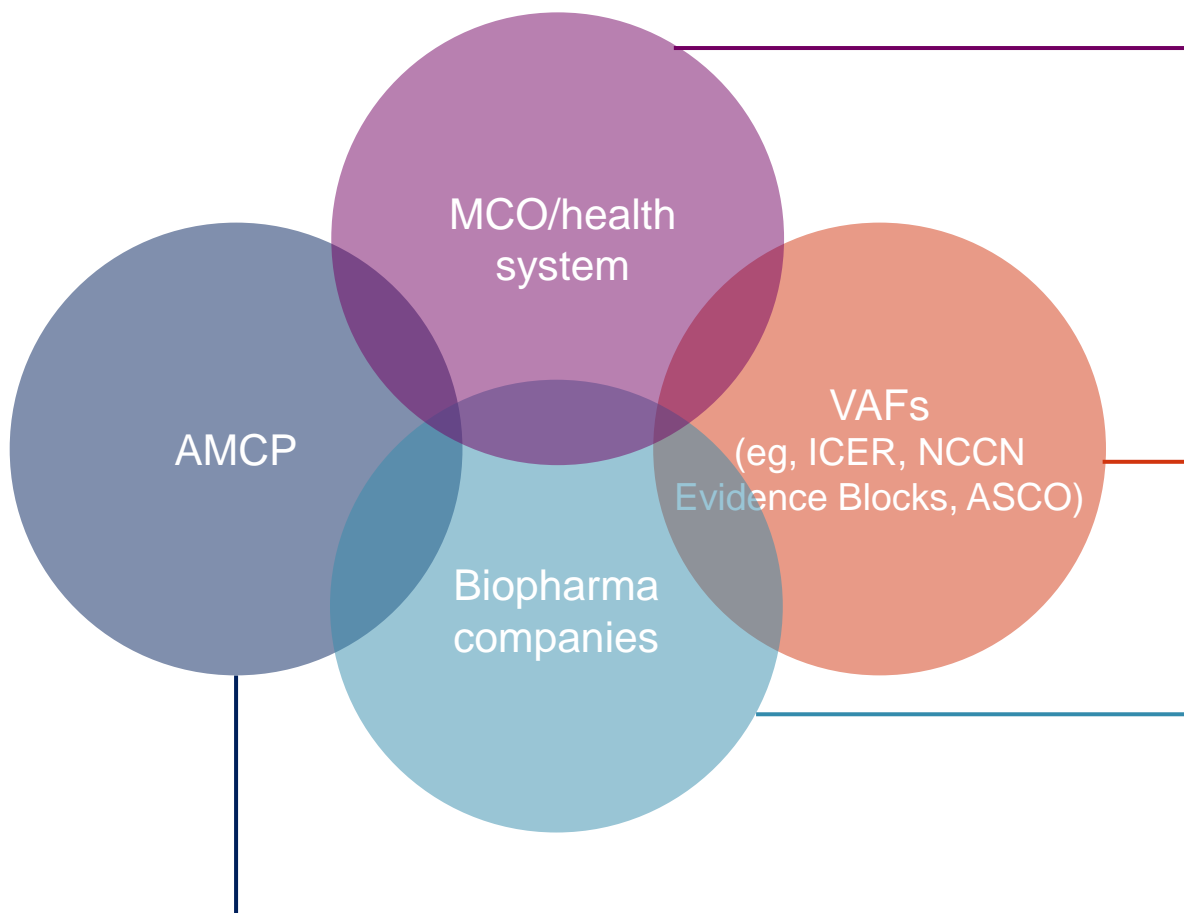 MCO/health
system
AMCP
VAFs
(eg, ICER, NCCN
Evidence Blocks, ASCO)
Biopharma
companies